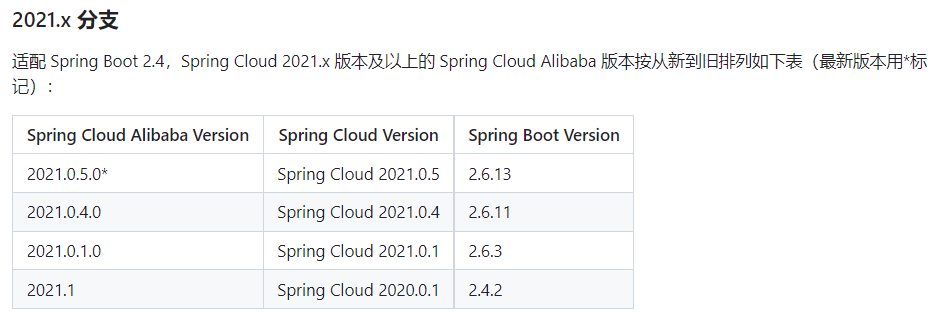 2021.x 分支
适配 Spring Boot 2.4，Spring Cloud 2021.x 版本及以上的 Spring Cloud Alibaba 版本按从新到旧排列如下表（最新版本用*标
记）：
Spring Cloud Alibaba Version Spring Cloud Version Spring Boot Version
2021.0.5.0* Spring Cloud 2021.0.5 2.6.13
2021.0.4.0 Spring Cloud 2021.0.4 2.6.11
2021.0.1.0 Spring Cloud 2021.0.1 2.6.3
2021.1 Spring Cloud 2020.0.1 2.4.2